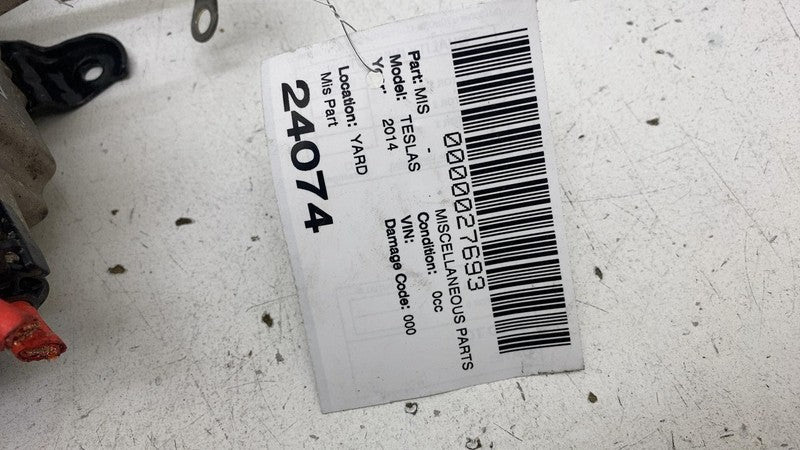 0000027693
Part: MIS - MISCELLANEOUS PARTS
Model: TESLAS Condition: 0cc
2014 VIN:
Damage Code: 000
Location: YARD
Mis Part
24074